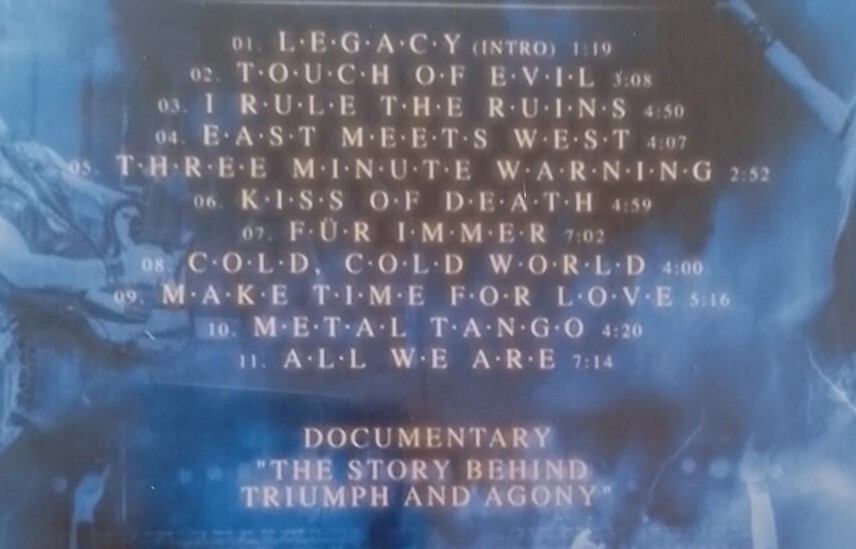 01. L·E·G·A·C·Y (INTRO) 1:19
02. T·O·U·C·H O·F E·V·I·L 3:08
03. I R·U·L·E T·H·E R·U·I·N·S 4:50
04. E·A·S·T M·E·E·T·S W·E·S·T 4:07
05. T·H·R·E·E M·I·N·U·T·E W·A·R·N·I·N·G 2:52
06. K·I·S·S O·F D·E·A·T·H 4:59
07. F·Ü·R I·M·M·E·R 7:02
08. C·O·L·D, C·O·L·D W·O·R·L·D 4:00
09. M·A·K·E T·I·M·E F·O·R L·O·V·E 5:16
10. M·E·T·A·L T·A·N·G·O 4:20
11. A·L·L W·E A·R·E 7:14
DOCUMENTARY
"THE STORY BEHIND
TRIUMPH AND AGONY"